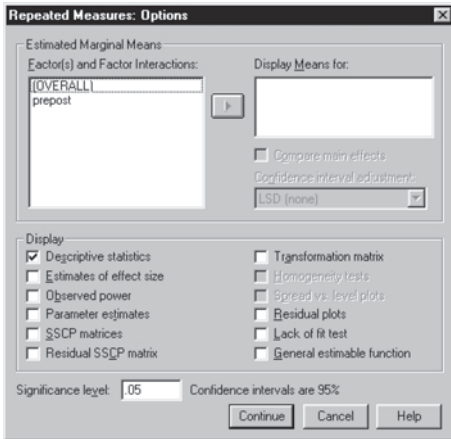 Repeated Measures: Options
Estimated Marginal Means
Factor(s) and Factor Interactions:
Display Means for:
(OVERALL)
prepost
Compare main effects
Confidence interval adjustment:
LSD (none)
Display
Descriptive statistics
Transformation matrix
Estimates of effect size
Homogeneity tests
Observed power
Spread vs. level plots
Parameter estimates
Residual plots
SSCP matrices
Lack of fit test
Residual SSCP matrix
General estimable function
Significance level: .05 Confidence intervals are 95%
Continue Cancel Help